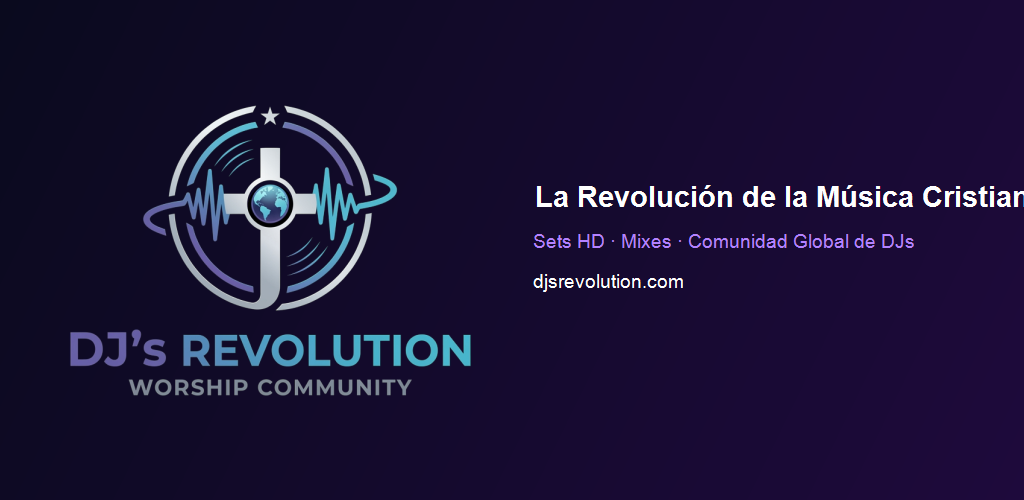 DJ's REVOLUTION
WORSHIP COMMUNITY
La Revolución de la Música Cristian
Sets HD · Mixes · Comunidad Global de DJs
djsrevolution.com